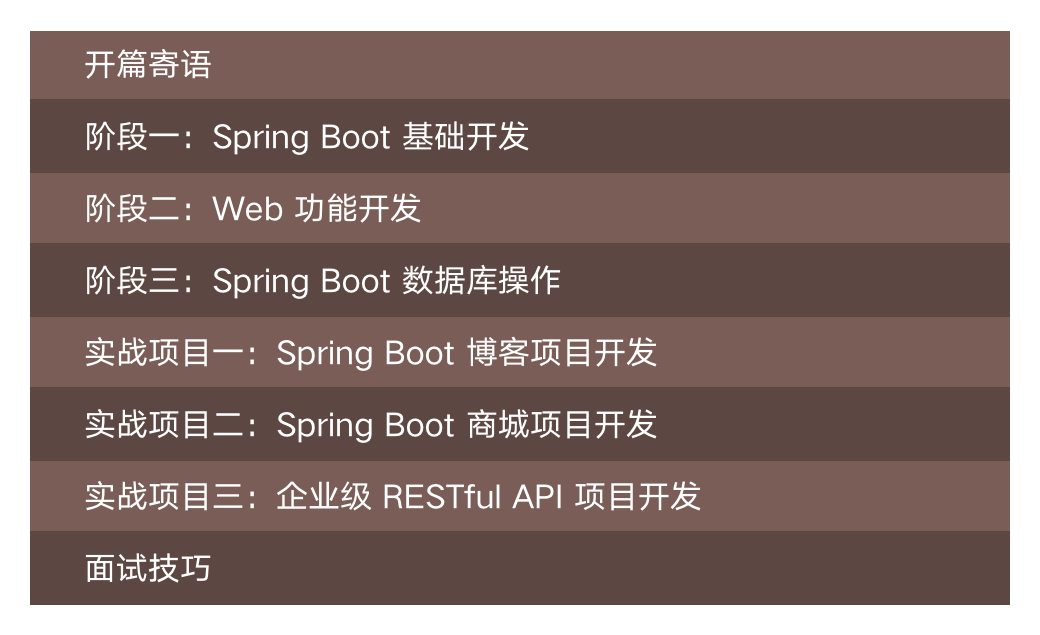 开篇寄语
阶段一：Spring Boot 基础开发
阶段二：Web 功能开发
阶段三：Spring Boot 数据库操作
实战项目一：Spring Boot 博客项目开发
实战项目二：Spring Boot 商城项目开发
实战项目三：企业级 RESTful API 项目开发
面试技巧